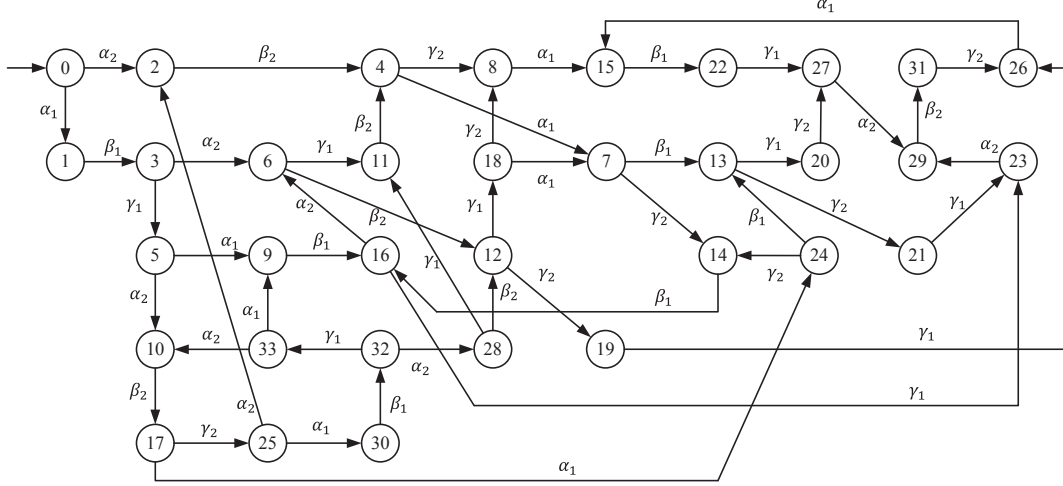 α₁
0 α₂ 2 β₂ 4 γ₂ 8 α₁ 15 β₁ 22 γ₁ 27 31 γ₂ 26
α₁ β₂ α₁ γ₂ γ₂ α₂ β₂
1 β₁ 3 α₂ 6 γ₁ 11 18 α₁ 7 β₁ 13 γ₁ 20 29 α₂ 23
γ₁ α₂ β₂ γ₁ γ₂ β₁ γ₂ γ₁
5 α₁ 9 β₁ 16 γ₁ 12 γ₂ 14 γ₂ 24 21
α₂ α₁ β₂ β₁
10 α₂ 33 γ₁ 32 α₂ 28 19 γ₁
β₂ α₂ β₁ γ₁
17 γ₂ 25 α₁ 30
α₁